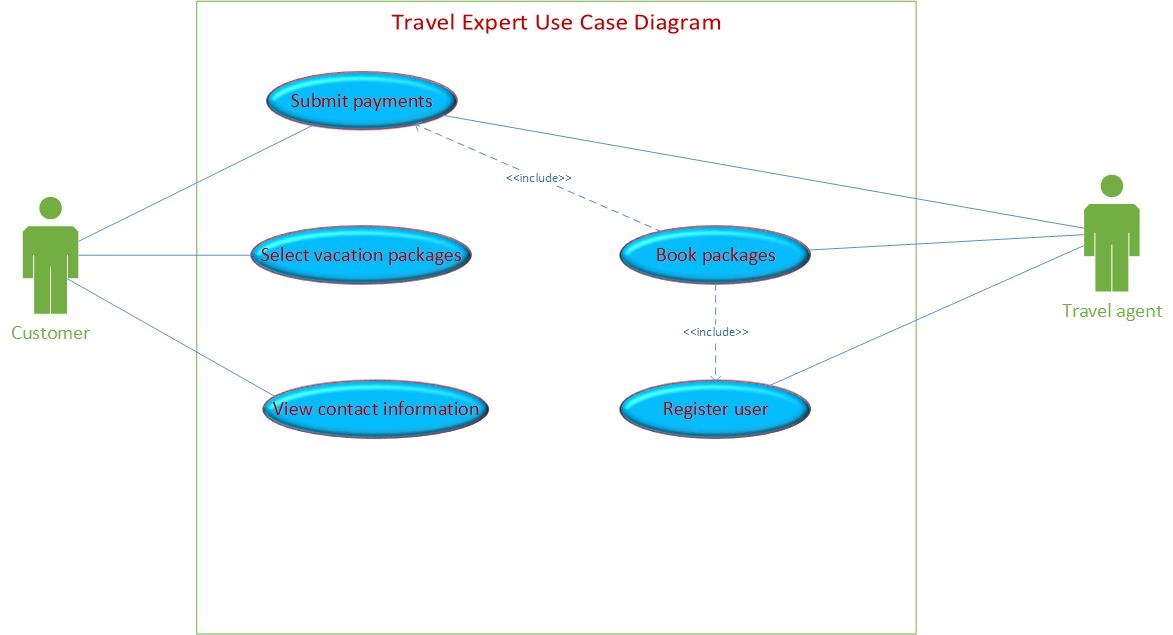 Travel Expert Use Case Diagram
Submit payments
<<include>>
Select vacation packages
Book packages
Customer
Travel agent
<<include>>
View contact information
Register user